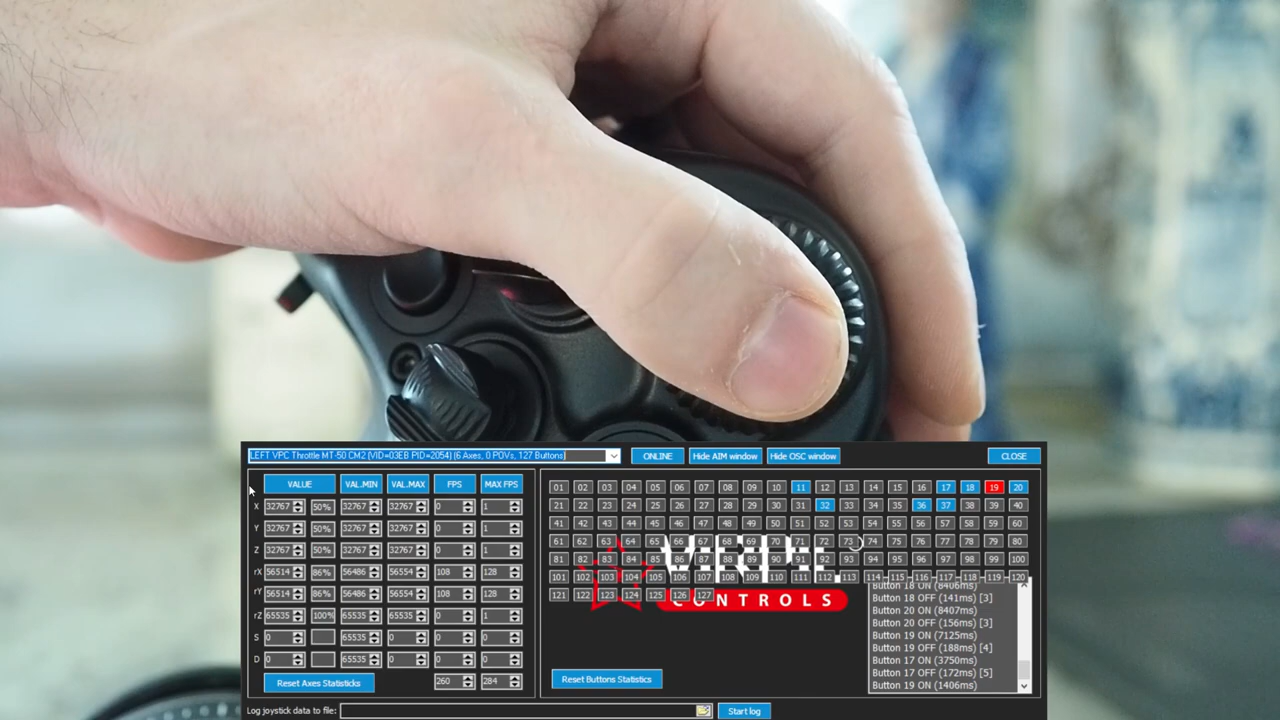 LEFT VPC Throttle MT-50 CM2 (VID=03EB PID=2054) (6 Axes, 0 POVs, 127 Buttons) ONLINE Hide AIM window Hide OSC window CLOSE
VALUE VAL.MIN VAL.MAX FPS MAX FPS
X 32767 50% 32767 32767 0 1
Y 32767 50% 32767 32767 0 1
Z 32767 50% 32767 32767 0 1
rX 56514 86% 56486 56554 108 128
rY 56514 86% 56486 56554 108 128
rZ 65535 100% 65535 65535 0 1
S 0 65535 0 0 0
D 0 65535 0 0 0
260 284
Reset Axes Statisticks
01 02 03 04 05 06 07 08 09 10 11 12 13 14 15 16 17 18 19 20
21 22 23 24 25 26 27 28 29 30 31 32 33 34 35 36 37 38 39 40
41 42 43 44 45 46 47 48 49 50 51 52 53 54 55 56 57 58 59 60
61 62 63 64 65 66 67 68 69 70 71 72 73 74 75 76 77 78 79 80
81 82 83 84 85 86 87 88 89 90 91 92 93 94 95 96 97 98 99 100
101 102 103 104 105 106 107 108 109 110 111 112 113 114 115 116 117 118 119 120
121 122 123 124 125 126 127
CONTROLS
Button 18 ON (8406ms)
Button 18 OFF (141ms) [3]
Button 20 ON (8407ms)
Button 20 OFF (156ms) [3]
Button 19 ON (7125ms)
Button 19 OFF (188ms) [4]
Button 17 ON (3750ms)
Button 17 OFF (172ms) [5]
Button 19 ON (1406ms)
Reset Buttons Statistics
Log joystick data to file: Start log